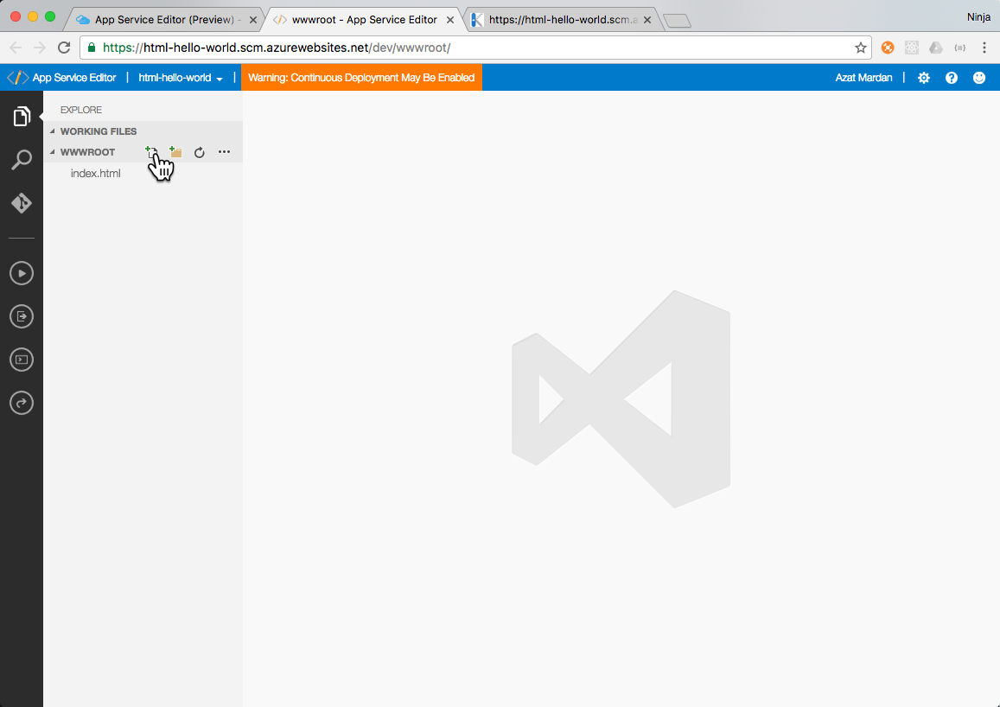 App Service Editor (Preview) -
wwwroot - App Service Editor
https://html-hello-world.scm.a
Ninja
https://html-hello-world.scm.azurewebsites.net/dev/wwwroot/
App Service Editor | html-hello-world | Warning: Continuous Deployment May Be Enabled
Azat Mardan |
EXPLORE
WORKING FILES
WWWROOT
index.html